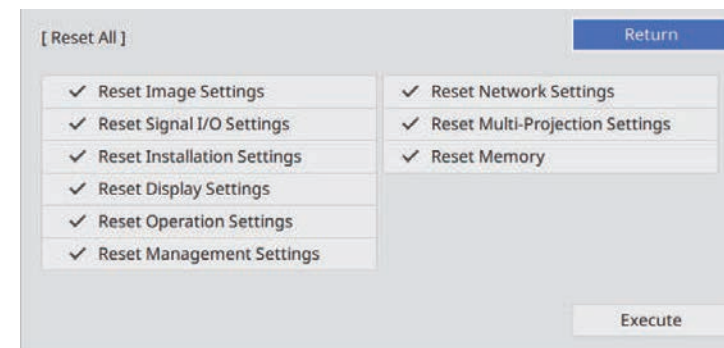 [ Reset All ]
Return
✓ Reset Image Settings
✓ Reset Signal I/O Settings
✓ Reset Installation Settings
✓ Reset Display Settings
✓ Reset Operation Settings
✓ Reset Management Settings
✓ Reset Network Settings
✓ Reset Multi-Projection Settings
✓ Reset Memory
Execute